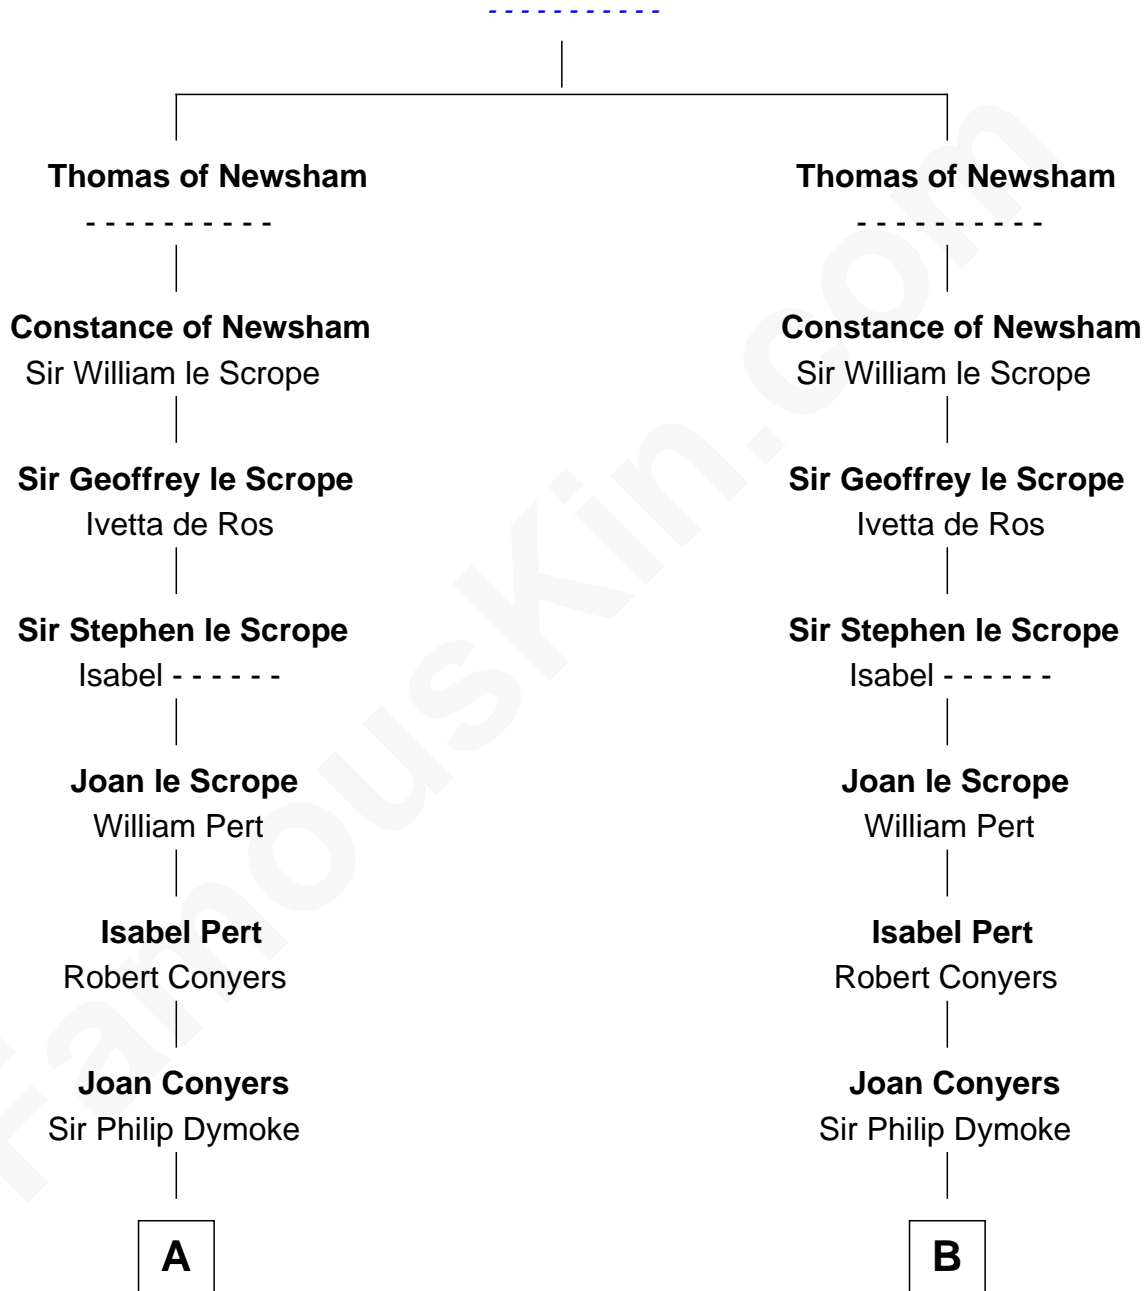 - - - - - - - - - - -
Thomas of Newsham Thomas of Newsham
- - - - - - - - - - - - - - - - - - - -
Constance of Newsham Constance of Newsham
Sir William le Scrope Sir William le Scrope
Sir Geoffrey le Scrope Sir Geoffrey le Scrope
Ivetta de Ros Ivetta de Ros
Sir Stephen le Scrope Sir Stephen le Scrope
Isabel - - - - - - Isabel - - - - - -
Joan le Scrope Joan le Scrope
William Pert William Pert
Isabel Pert Isabel Pert
Robert Conyers Robert Conyers
Joan Conyers Joan Conyers
Sir Philip Dymoke Sir Philip Dymoke
A B
FamousKin.com